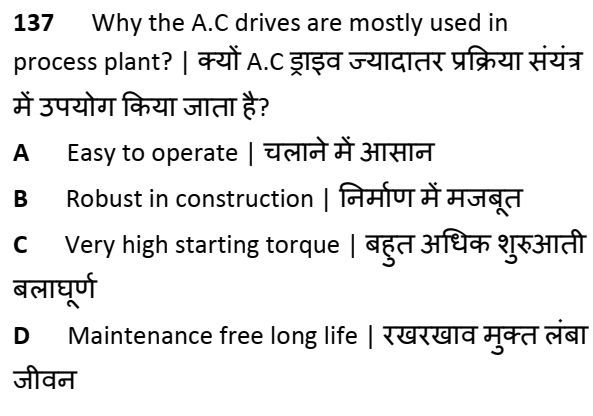 137 Why the A.C drives are mostly used in
process plant? | क्यों A.C ड्राइव ज्यादातर प्रक्रिया संयंत्र
में उपयोग किया जाता है?
A Easy to operate | चलाने में आसान
B Robust in construction | निर्माण में मजबूत
C Very high starting torque | बहुत अधिक शुरुआती
बलाघूर्ण
D Maintenance free long life | रखरखाव मुक्त लंबा
जीवन